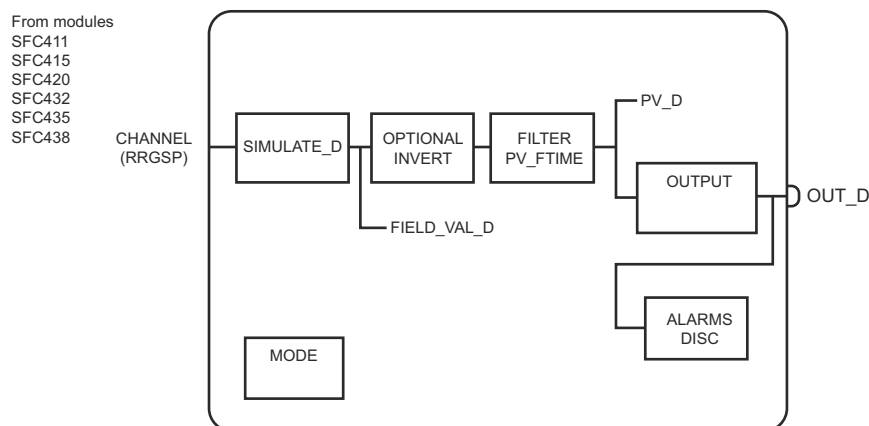 From modules
SFC411
SFC415
SFC420
SFC432
SFC435
SFC438
CHANNEL
(RRGSP)
SIMULATE_D
OPTIONAL
INVERT
FILTER
PV_FTIME
PV_D
OUTPUT
OUT_D
FIELD_VAL_D
ALARMS
DISC
MODE